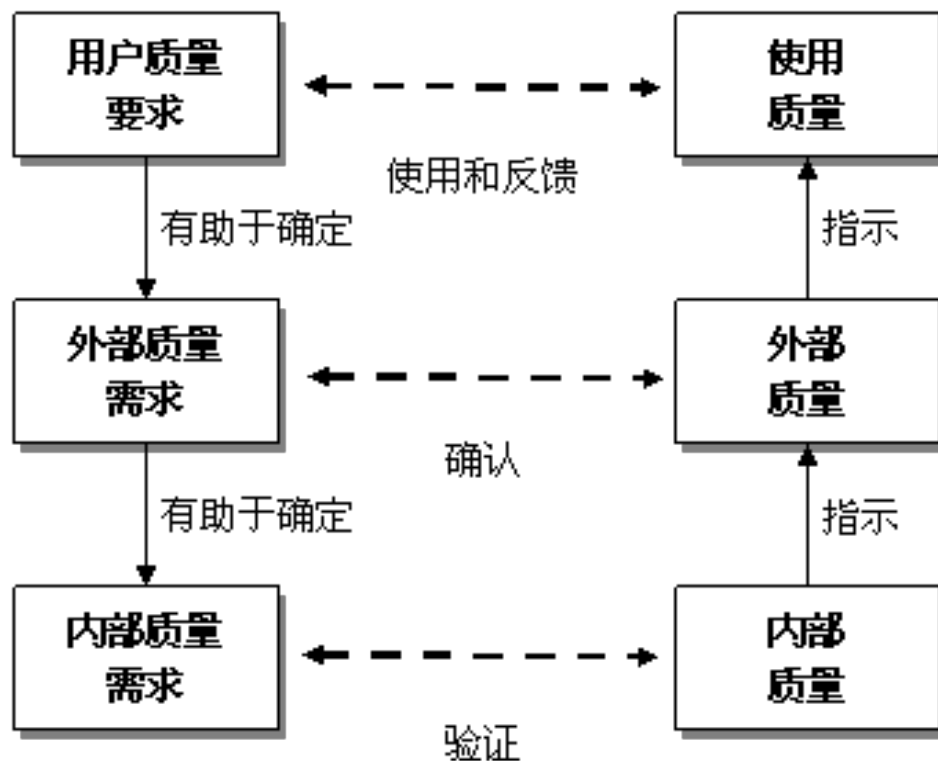 用户质量
要求
使用
质量
使用和反馈
有助于确定
指示
外部质量
需求
外部
质量
确认
有助于确定
指示
内部质量
需求
内部
质量
验证